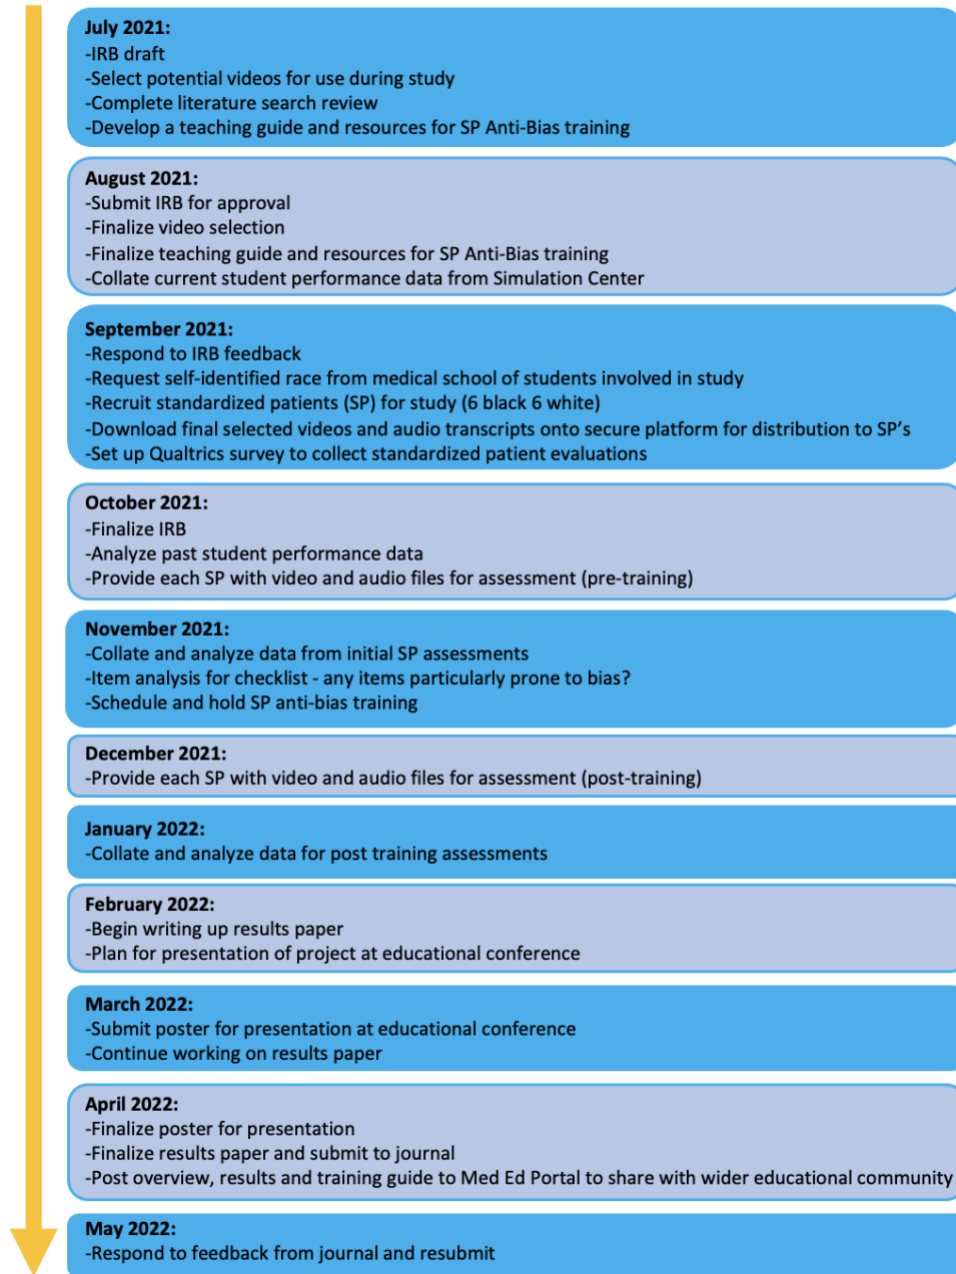 July 2021:
-IRB draft
-Select potential videos for use during study
-Complete literature search review
-Develop a teaching guide and resources for SP Anti-Bias training
August 2021:
-Submit IRB for approval
-Finalize video selection
-Finalize teaching guide and resources for SP Anti-Bias training
-Collate current student performance data from Simulation Center
September 2021:
-Respond to IRB feedback
-Request self-identified race from medical school of students involved in study
-Recruit standardized patients (SP) for study (6 black 6 white)
-Download final selected videos and audio transcripts onto secure platform for distribution to SP's
-Set up Qualtrics survey to collect standardized patient evaluations
October 2021:
-Finalize IRB
-Analyze past student performance data
-Provide each SP with video and audio files for assessment (pre-training)
November 2021:
-Collate and analyze data from initial SP assessments
-Item analysis for checklist - any items particularly prone to bias?
-Schedule and hold SP anti-bias training
December 2021:
-Provide each SP with video and audio files for assessment (post-training)
January 2022:
-Collate and analyze data for post training assessments
February 2022:
-Begin writing up results paper
-Plan for presentation of project at educational conference
March 2022:
-Submit poster for presentation at educational conference
-Continue working on results paper
April 2022:
-Finalize poster for presentation
-Finalize results paper and submit to journal
-Post overview, results and training guide to Med Ed Portal to share with wider educational community
May 2022:
-Respond to feedback from journal and resubmit